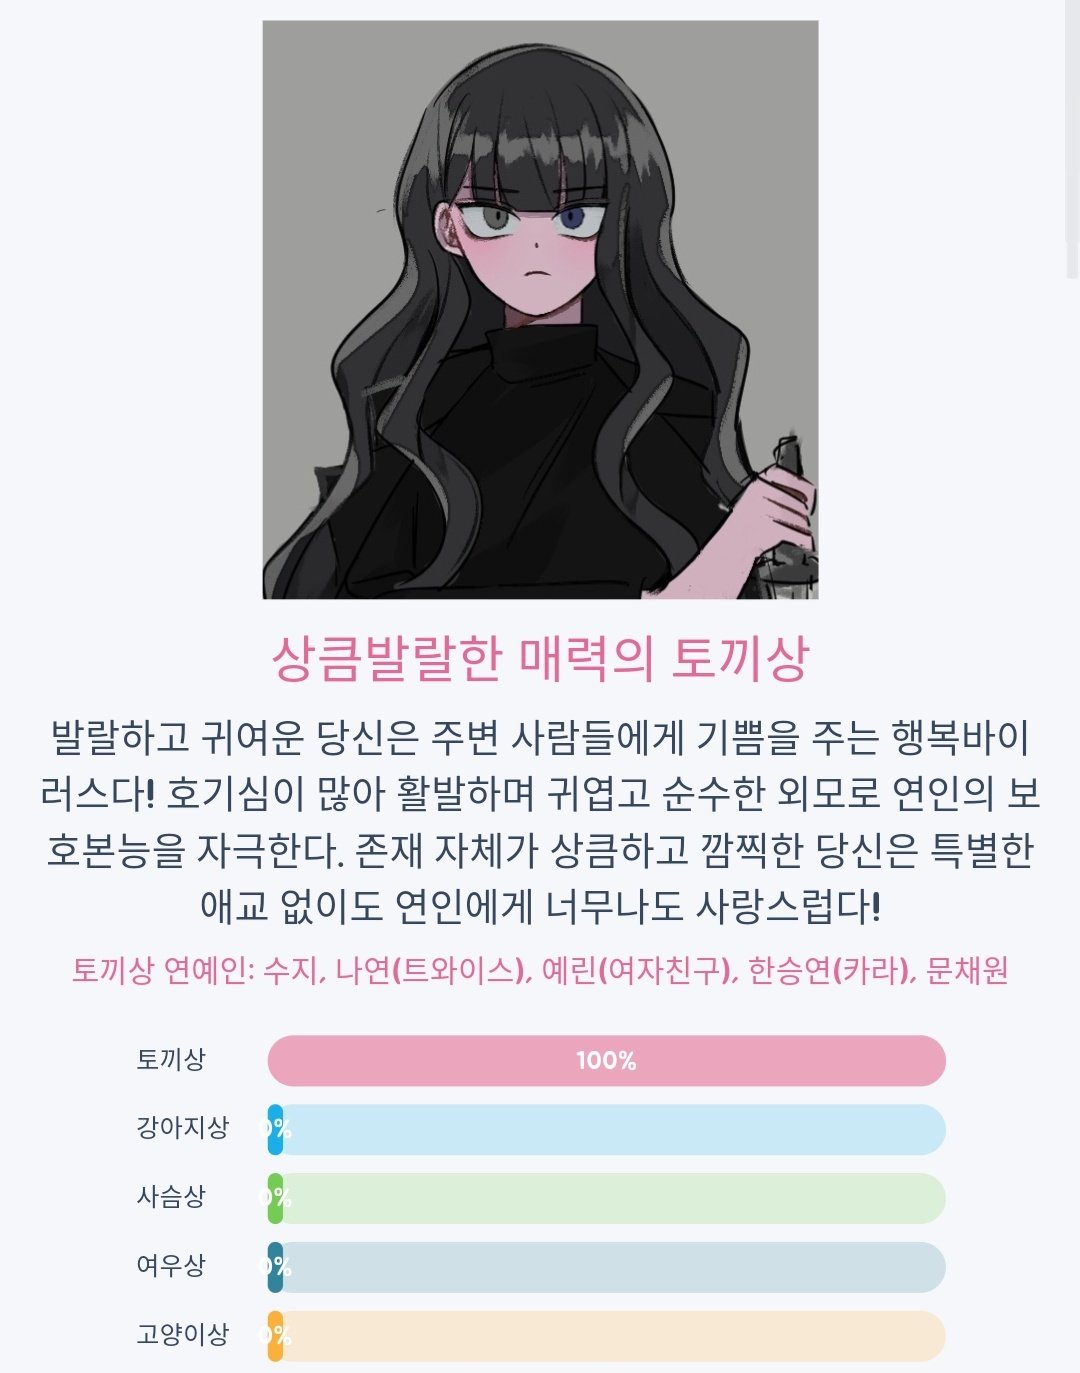 상큼발랄한 매력의 토끼상
발랄하고 귀여운 당신은 주변 사람들에게 기쁨을 주는 행복바이
러스다! 호기심이 많아 활발하며 귀엽고 순수한 외모로 연인의 보
호본능을 자극한다. 존재 자체가 상큼하고 깜찍한 당신은 특별한
애교 없이도 연인에게 너무나도 사랑스럽다!
토끼상 연예인: 수지, 나연(트와이스), 예린(여자친구), 한승연(카라), 문채원
토끼상 100%
강아지상 0%
사슴상 0%
여우상 0%
고양이상 0%